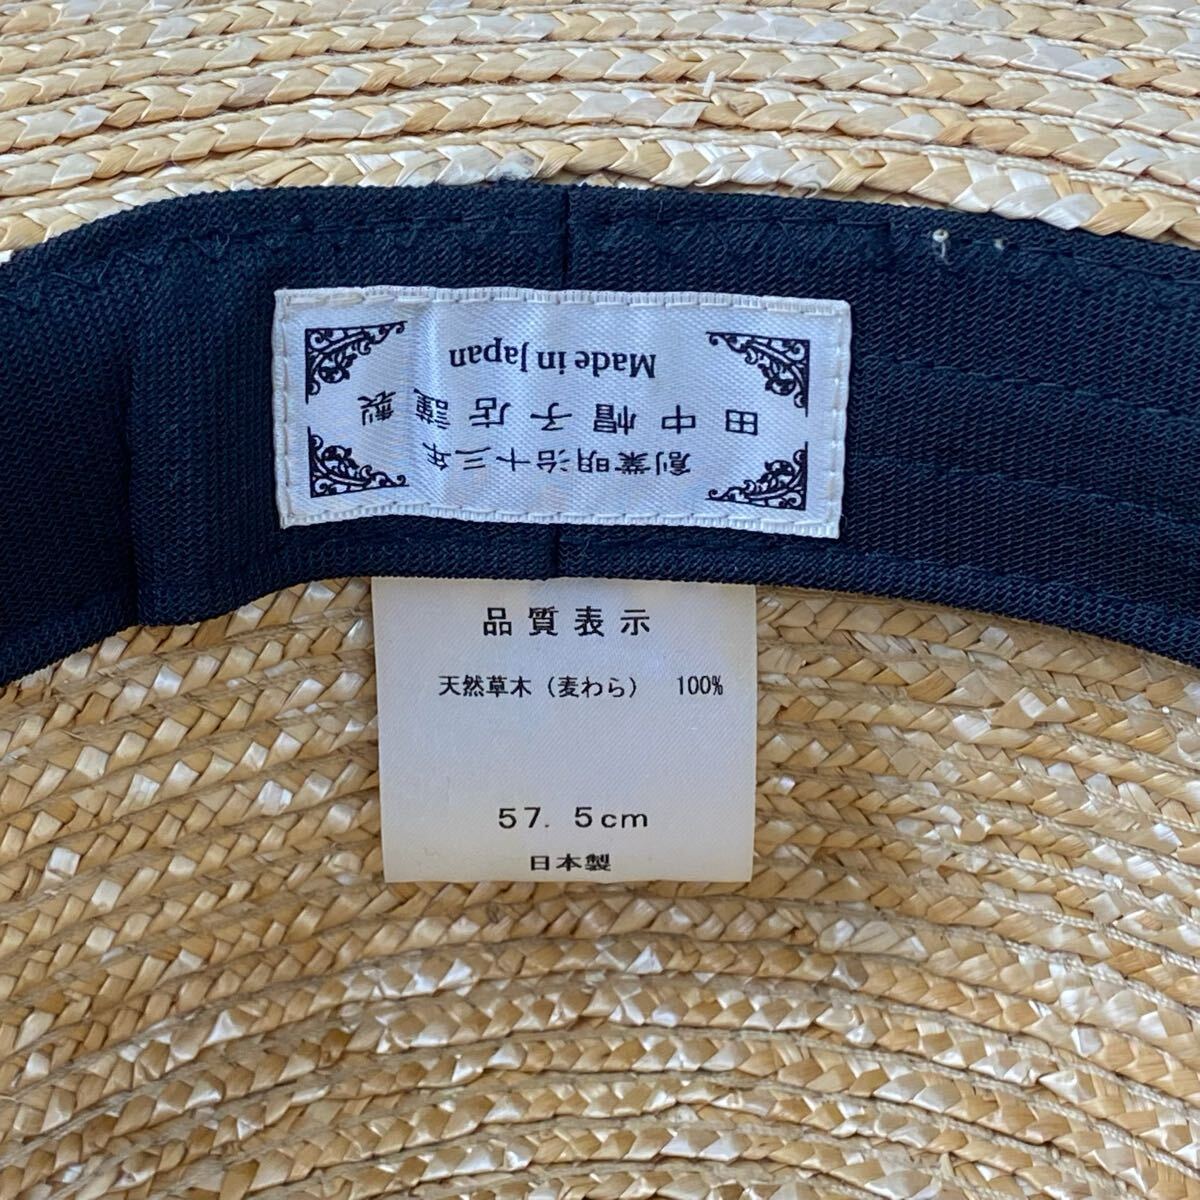 創業明治十三年
田中帽子店謹製
Made in Japan
品質表示
天然草木（麦わら） 100%
57. 5cm
日本製